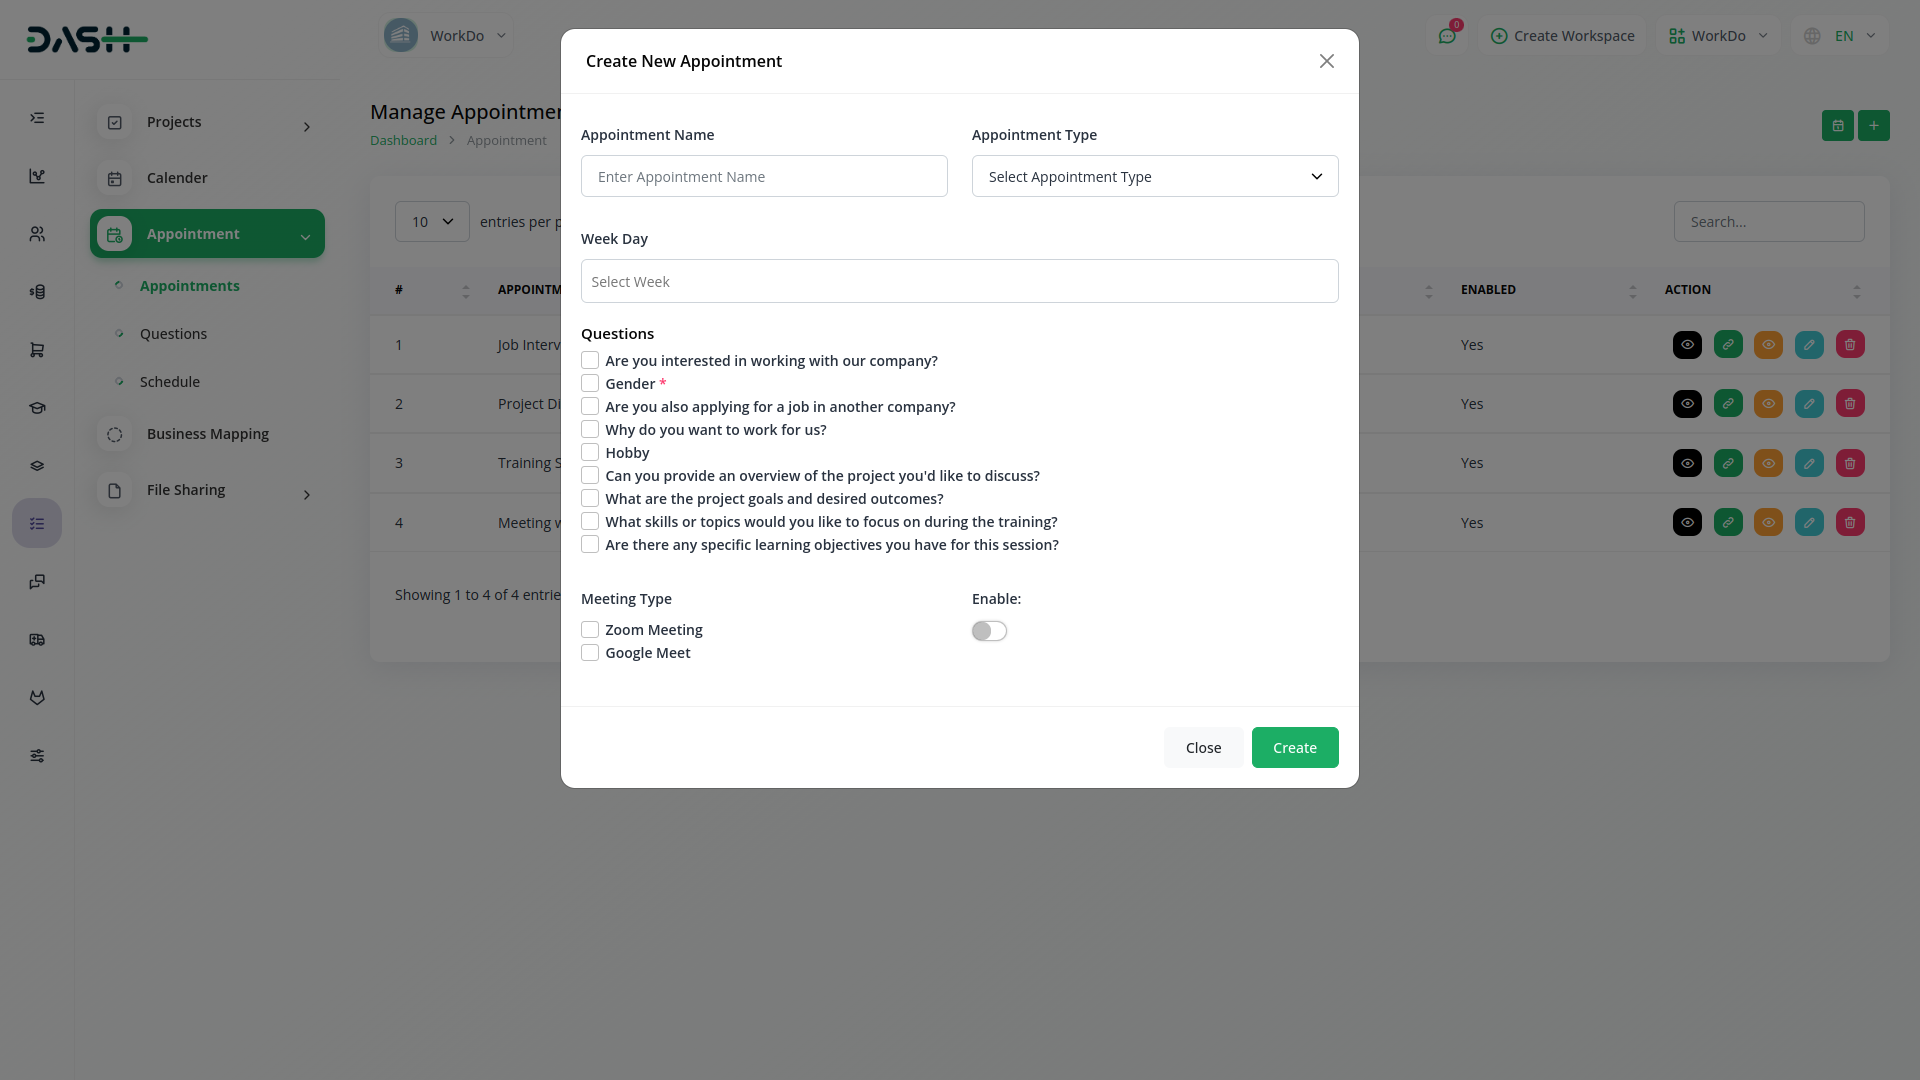 DASH
WorkDo
0
Create Workspace
WorkDo
EN
Projects
Calender
Appointment
Appointments
Questions
Schedule
Business Mapping
File Sharing
Manage Appointmen
Dashboard
Appointment
10
entries per p
Search...
#
APPOINTM
ENABLED
ACTION
1
Job Interv
Yes
2
Project Di
Yes
3
Training S
Yes
4
Meeting w
Yes
Showing 1 to 4 of 4 entrie
Create New Appointment
Appointment Name
Appointment Type
Enter Appointment Name
Select Appointment Type
Week Day
Select Week
Questions
Are you interested in working with our company?
Gender *
Are you also applying for a job in another company?
Why do you want to work for us?
Hobby
Can you provide an overview of the project you'd like to discuss?
What are the project goals and desired outcomes?
What skills or topics would you like to focus on during the training?
Are there any specific learning objectives you have for this session?
Meeting Type
Enable:
Zoom Meeting
Google Meet
Close
Create